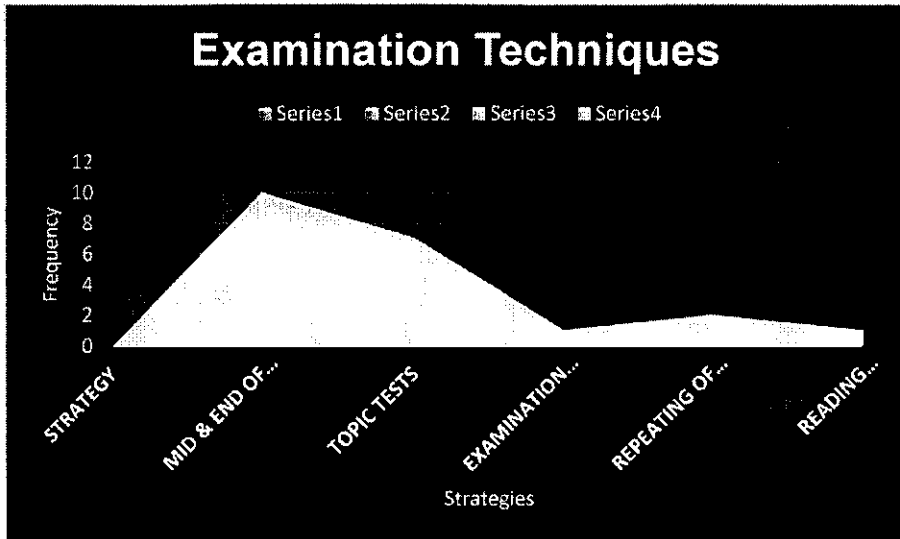 Examination Techniques
Series1 Series2 Series3 Series4
12
10
8
6
4
2
0
Frequency
STRATEGY
MID & END OF...
TOPIC TESTS
EXAMINATION...
REPEATING OF...
READING...
Strategies